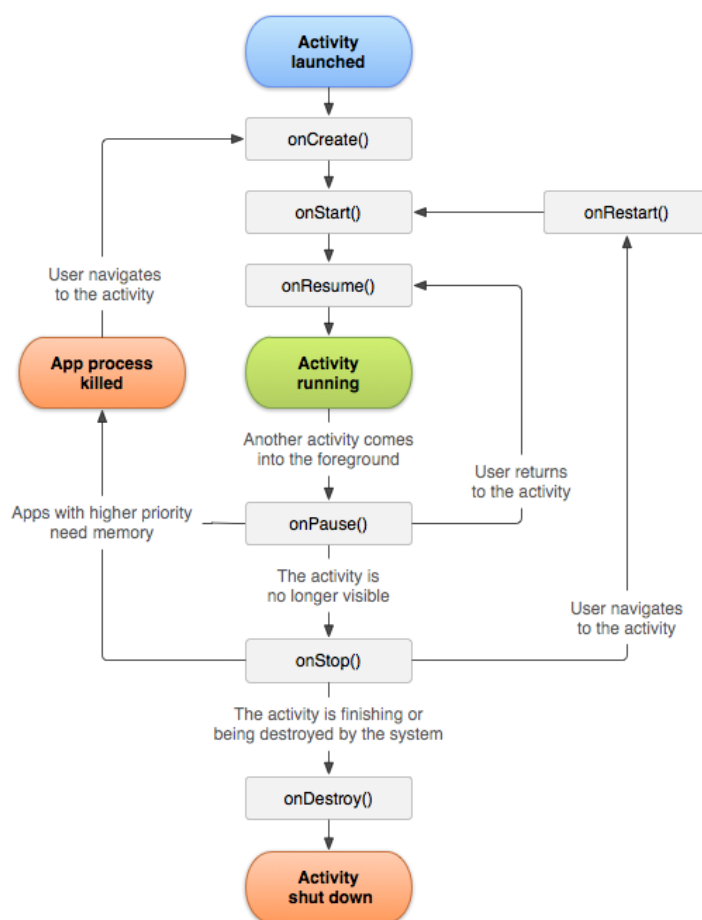 Activity
launched
onCreate()
onStart()
onRestart()
User navigates
to the activity
onResume()
App process
killed
Activity
running
Another activity comes
into the foreground
User returns
to the activity
Apps with higher priority
need memory
onPause()
The activity is
no longer visible
User navigates
to the activity
onStop()
The activity is finishing or
being destroyed by the system
onDestroy()
Activity
shut down